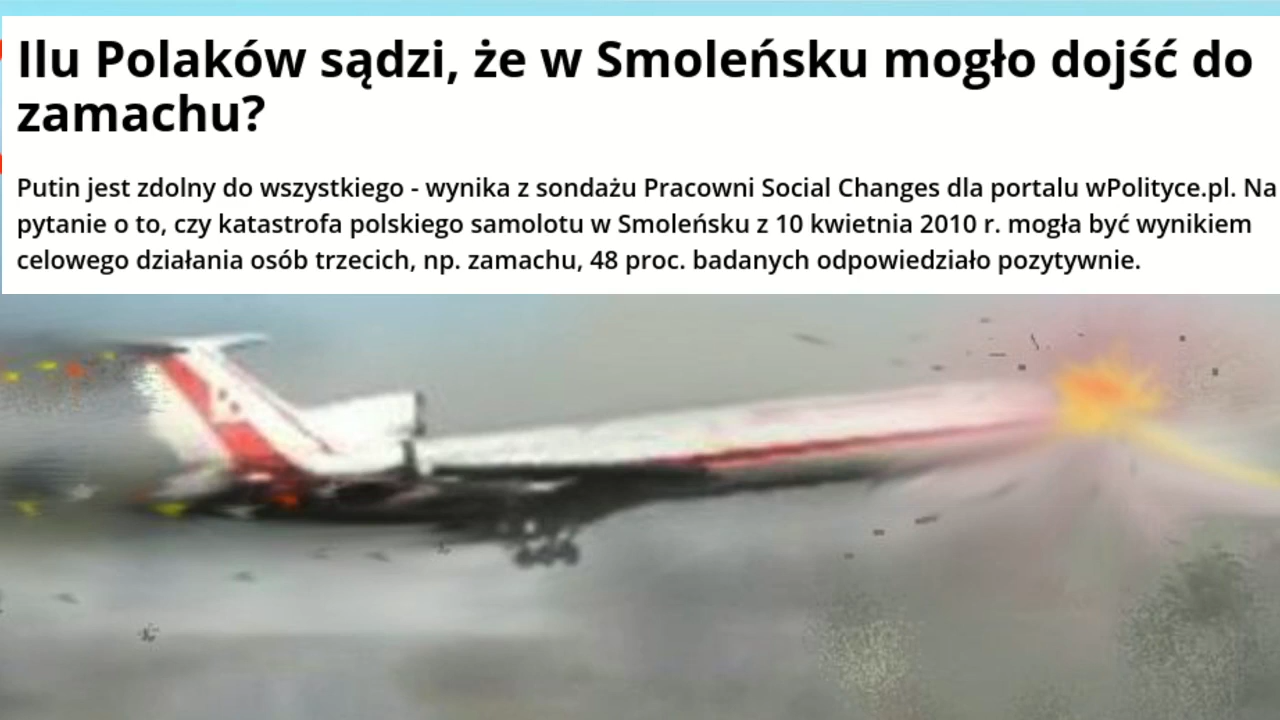 Ilu Polaków sądzi, że w Smoleńsku mogło dojść do
zamachu?
Putin jest zdolny do wszystkiego - wynika z sondażu Pracowni Social Changes dla portalu wPolityce.pl. Na
pytanie o to, czy katastrofa polskiego samolotu w Smoleńsku z 10 kwietnia 2010 r. mogła być wynikiem
celowego działania osób trzecich, np. zamachu, 48 proc. badanych odpowiedziało pozytywnie.